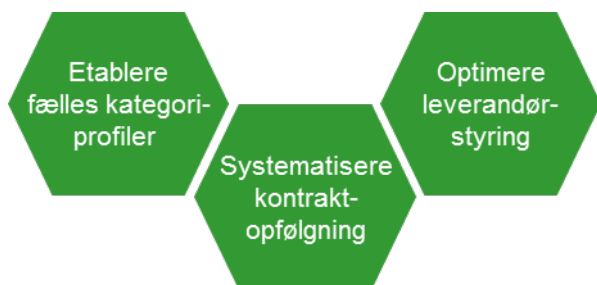 Etablere
fælles kategori-
profiler
Systematisere
kontrakt-
opfølgning
Optimere
leverandør-
styring